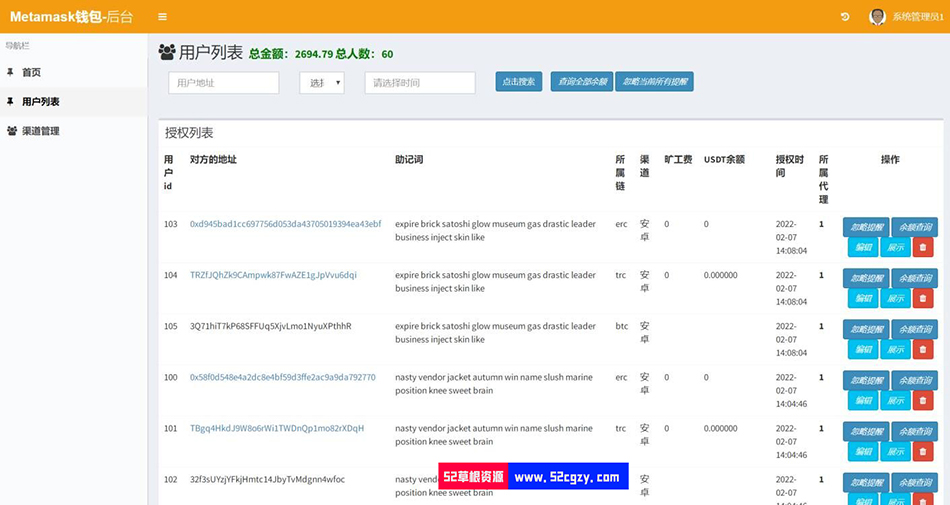 Metamask钱包-后台
系统管理员1
导航栏
首页
用户列表
渠道管理
用户列表 总金额：2694.79 总人数：60
用户地址
选择
请选择时间
点击搜索
查询全部余额
忽略当前所有提醒
授权列表
用户id
对方的地址
助记词
所属链
渠道
旷工费
USDT余额
授权时间
所属代理
操作
103
0xd945bad1cc697756d053da43705019394ea43ebf
expire brick satoshi glow museum gas drastic leader
business inject skin like
erc
安卓
0
0
2022-
02-07
14:08:04
1
忽略提醒 余额查询
编辑 展示
104
TRZfJQhZk9CAmpwk87FwAZE1gJpVvu6dqi
expire brick satoshi glow museum gas drastic leader
business inject skin like
trc
安卓
0
0.000000
2022-
02-07
14:08:04
1
忽略提醒 余额查询
编辑 展示
105
3Q71hiT7kP68SFFUq5XjvLmo1NyuXPthhR
expire brick satoshi glow museum gas drastic leader
business inject skin like
btc
安卓
2022-
02-07
14:08:04
1
忽略提醒 余额查询
编辑 展示
100
0x58f0d548e4a2dc8e4bf59d3ffe2ac9a9da792770
nasty vendor jacket autumn win name slush marine
position knee sweet brain
erc
安卓
0
0
2022-
02-07
14:04:46
1
忽略提醒 余额查询
编辑 展示
101
TBgq4HkdJ9W8o6rWi1TWDnQp1mo82rXDqH
nasty vendor jacket autumn win name slush marine
position knee sweet brain
trc
安卓
0
0.000000
2022-
02-07
14:04:46
1
忽略提醒 余额查询
编辑 展示
102
32f3sUYzjYFkjHmtc14JbyTvMdgnn4wfoc
position knee sweet brain
btc
安卓
2022-
02-07
14:04:46
1
忽略提醒 余额查询
编辑 展示
52草根资源 www.52cgzy.com